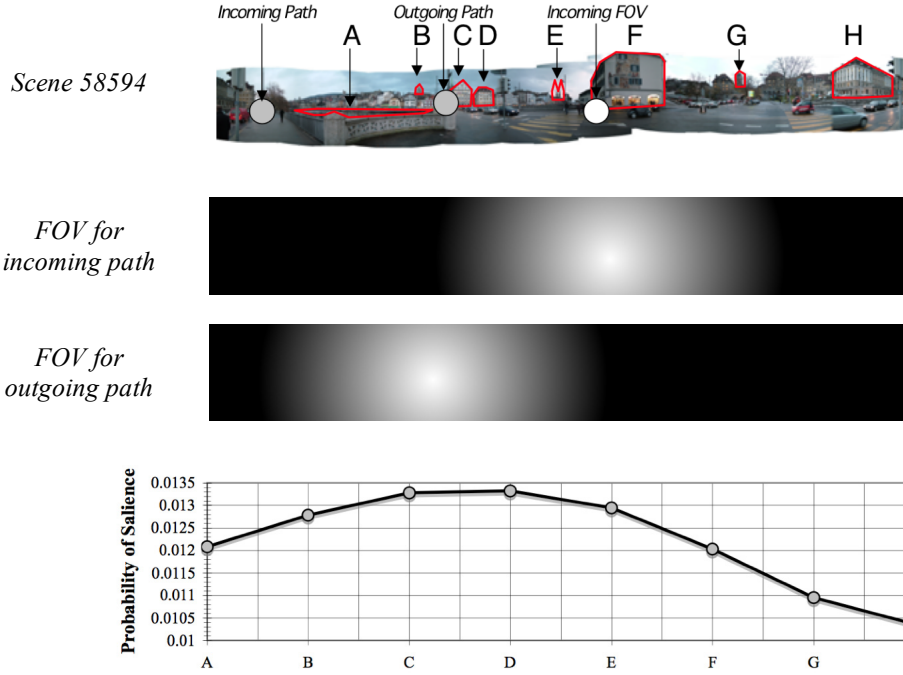 Incoming Path Outgoing Path Incoming FOV
A B C D E F G H
Scene 58594
FOV for
incoming path
FOV for
outgoing path
Probability of Salience
0.0135
0.013
0.0125
0.012
0.0115
0.011
0.0105
0.01
A B C D E F G